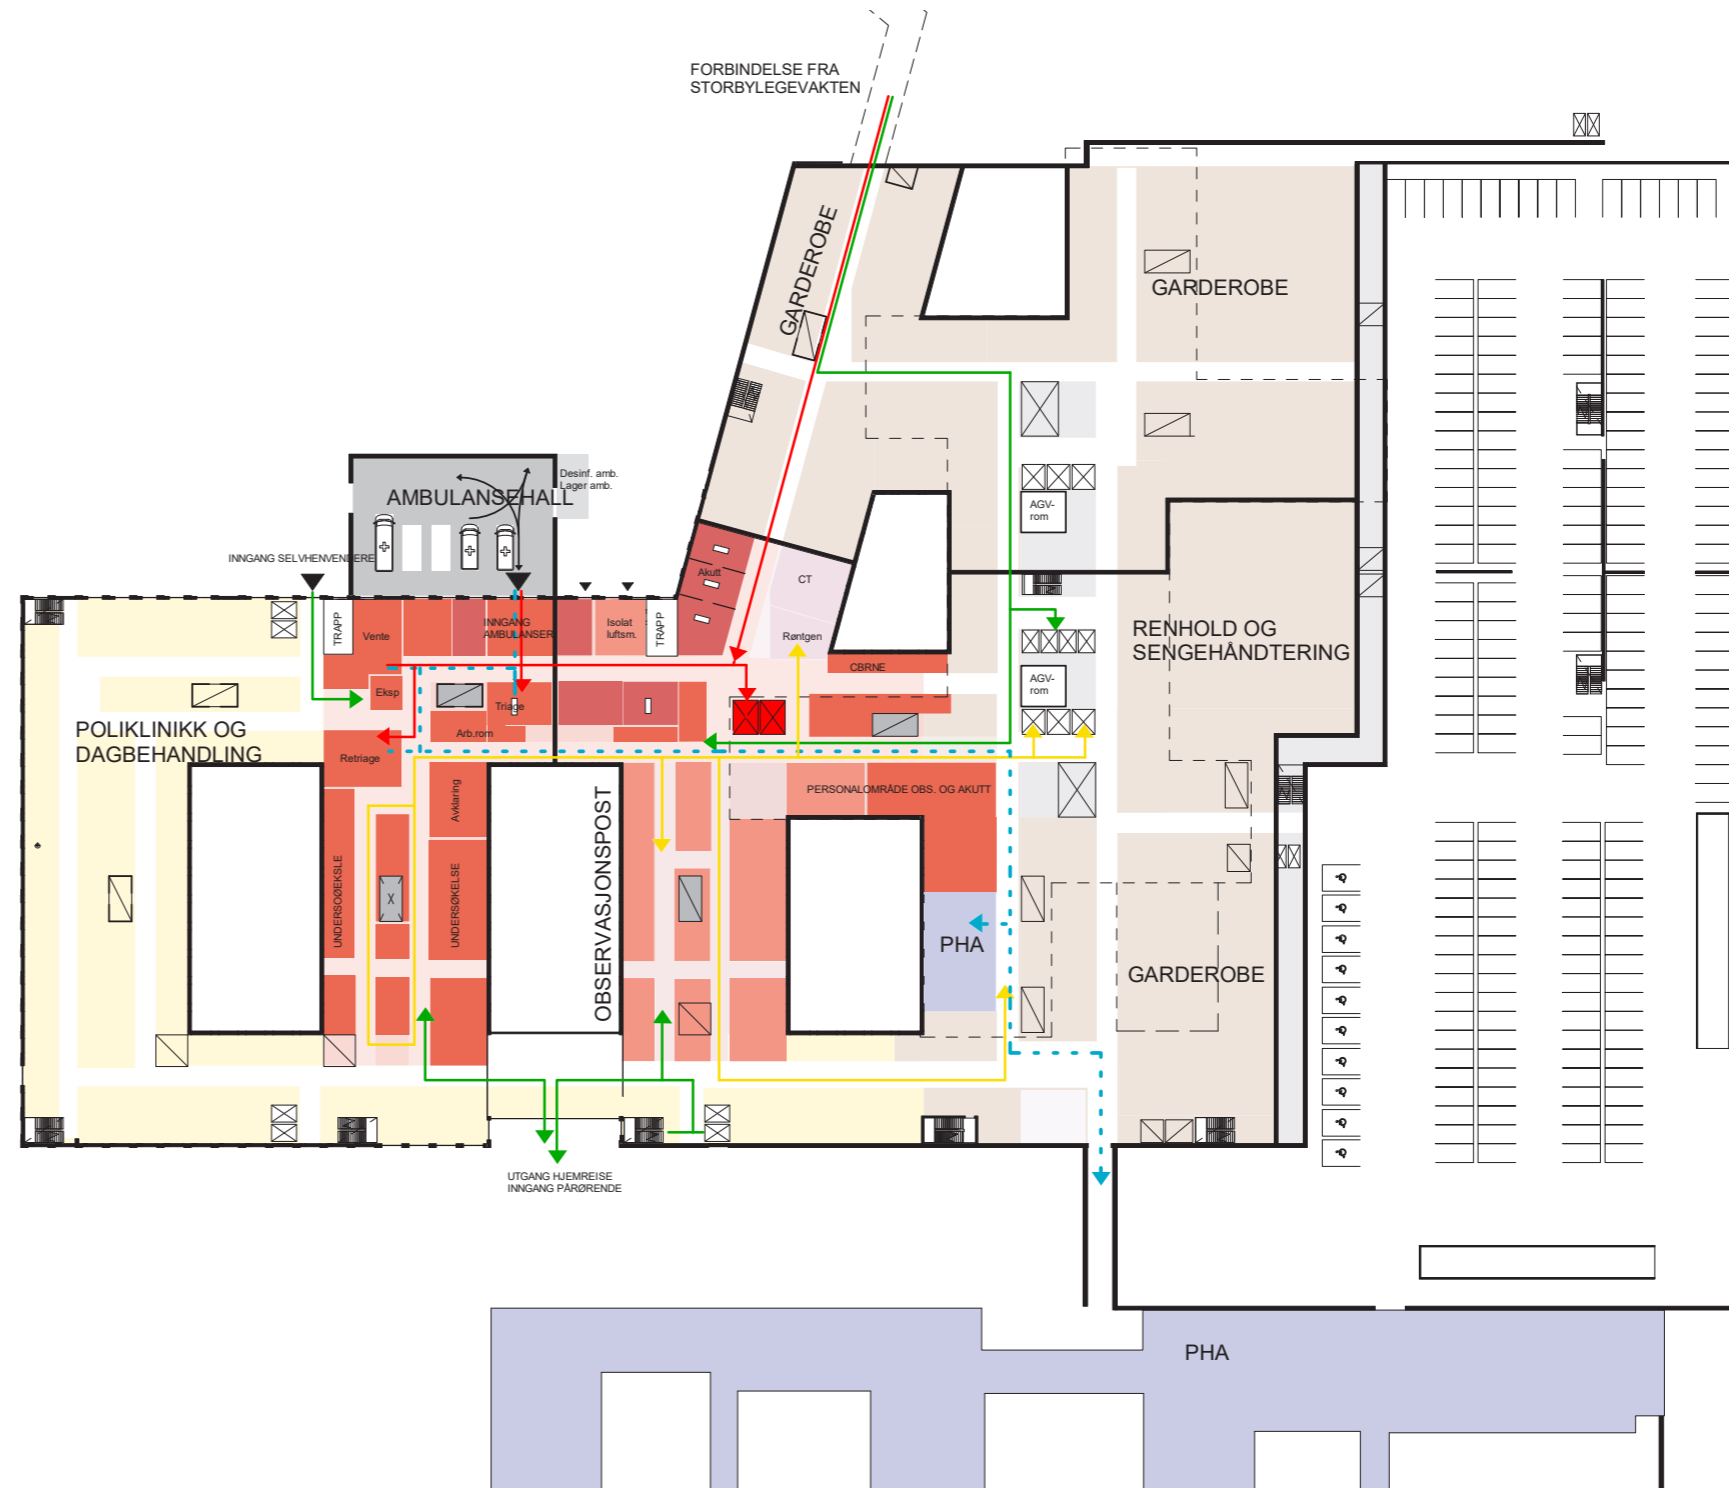 FORBINDELSE FRA
STORBYLEGEVAKTEN
GARDEROBE
GARDEROBE
Desinf. amb.
Lager amb.
AMBULANSEHALL
AGV-
rom
INNGANG SELVHENVENDERE
Akutt
CT
TRAPP
Vente
INNGANG
AMBULANSER
Isolat
luftsm.
TRAPP
Røntgen
RENHOLD OG
SENGEHÅNDTERING
CBRNE
AGV-
rom
Eksp
Triage
POLIKLINIKK OG
DAGBEHANDLING
Arb.rom
Retriage
Avklaring
OBSERVASJONSPOST
PERSONALOMRÅDE OBS. OG AKUTT
UNDERSOEKSLE
X
UNDERSØKELSE
PHA
GARDEROBE
UTGANG HJEMREISE
INNGANG PÅRØRENDE
PHA